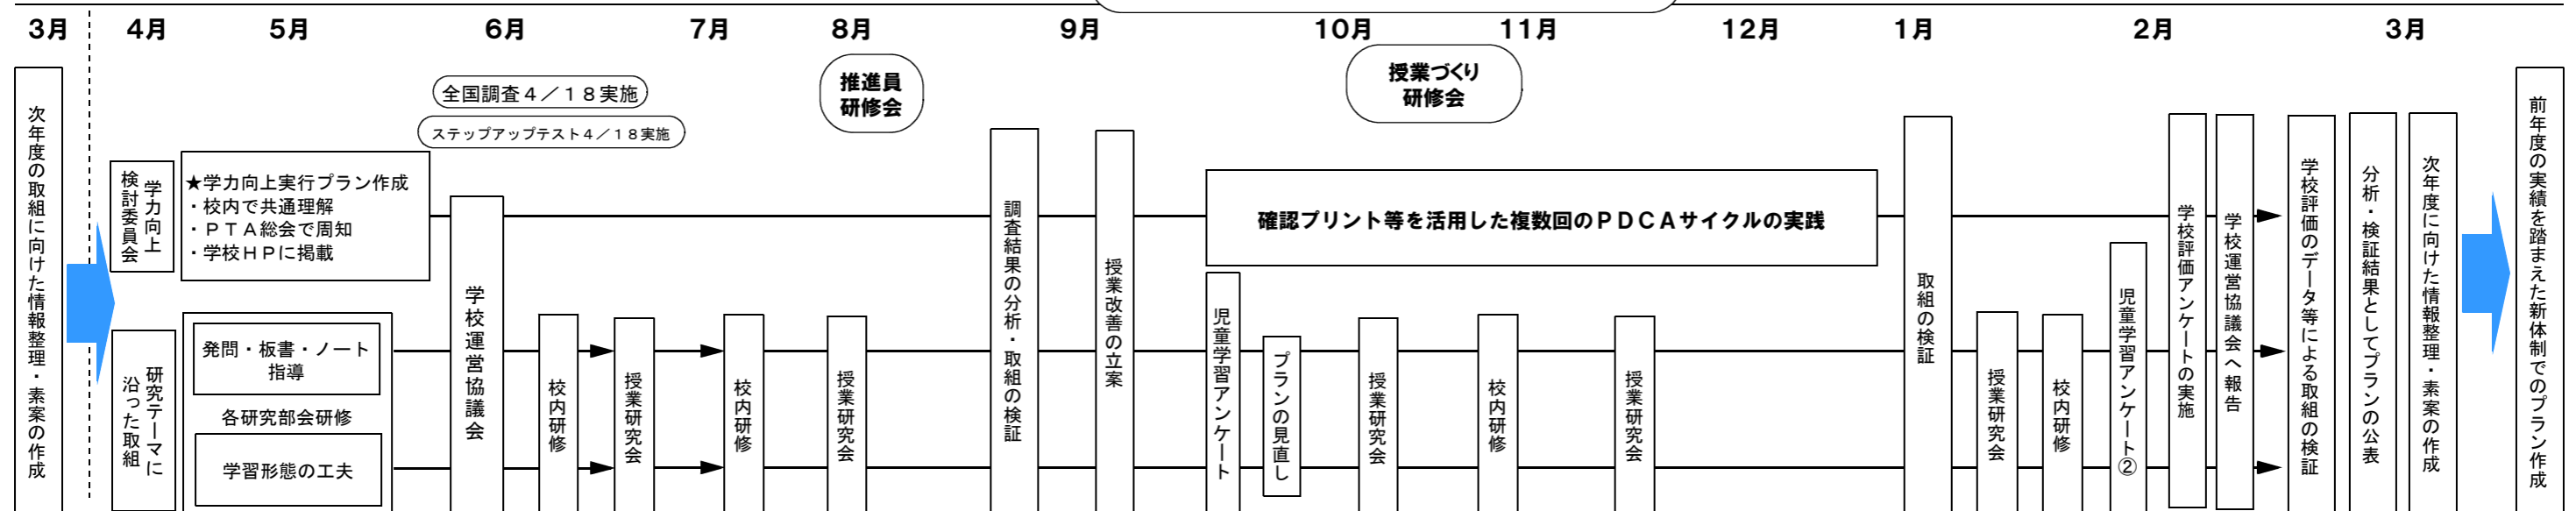 3月 4月 5月 6月 7月 8月 9月 10月 11月 12月 1月 2月 3月
次年度の取組に向けた情報整理・素案の作成
学力向上
検討委員会
研究テーマに
沿った取組
★学力向上実行プラン作成
・校内で共通理解
・PTA総会で周知
・学校HPに掲載
発問・板書・ノート
指導
各研究部会研修
学習形態の工夫
全国調査4/18実施
ステップアップテスト4/18実施
学校運営協議会
校内研修
授業研究会
校内研修
推進員
研修会
授業研究会
調査結果の分析・取組の検証
授業改善の立案
授業づくり
研修会
確認プリント等を活用した複数回のPDCAサイクルの実践
児童学習アンケート
プランの見直し
授業研究会
校内研修
授業研究会
取組の検証
授業研究会
校内研修
児童学習アンケート②
学校評価アンケートの実施
学校運営協議会へ報告
学校評価のデータ等による取組の検証
分析・検証結果としてプランの公表
次年度に向けた情報整理・素案の作成
前年度の実績を踏まえた新体制でのプラン作成